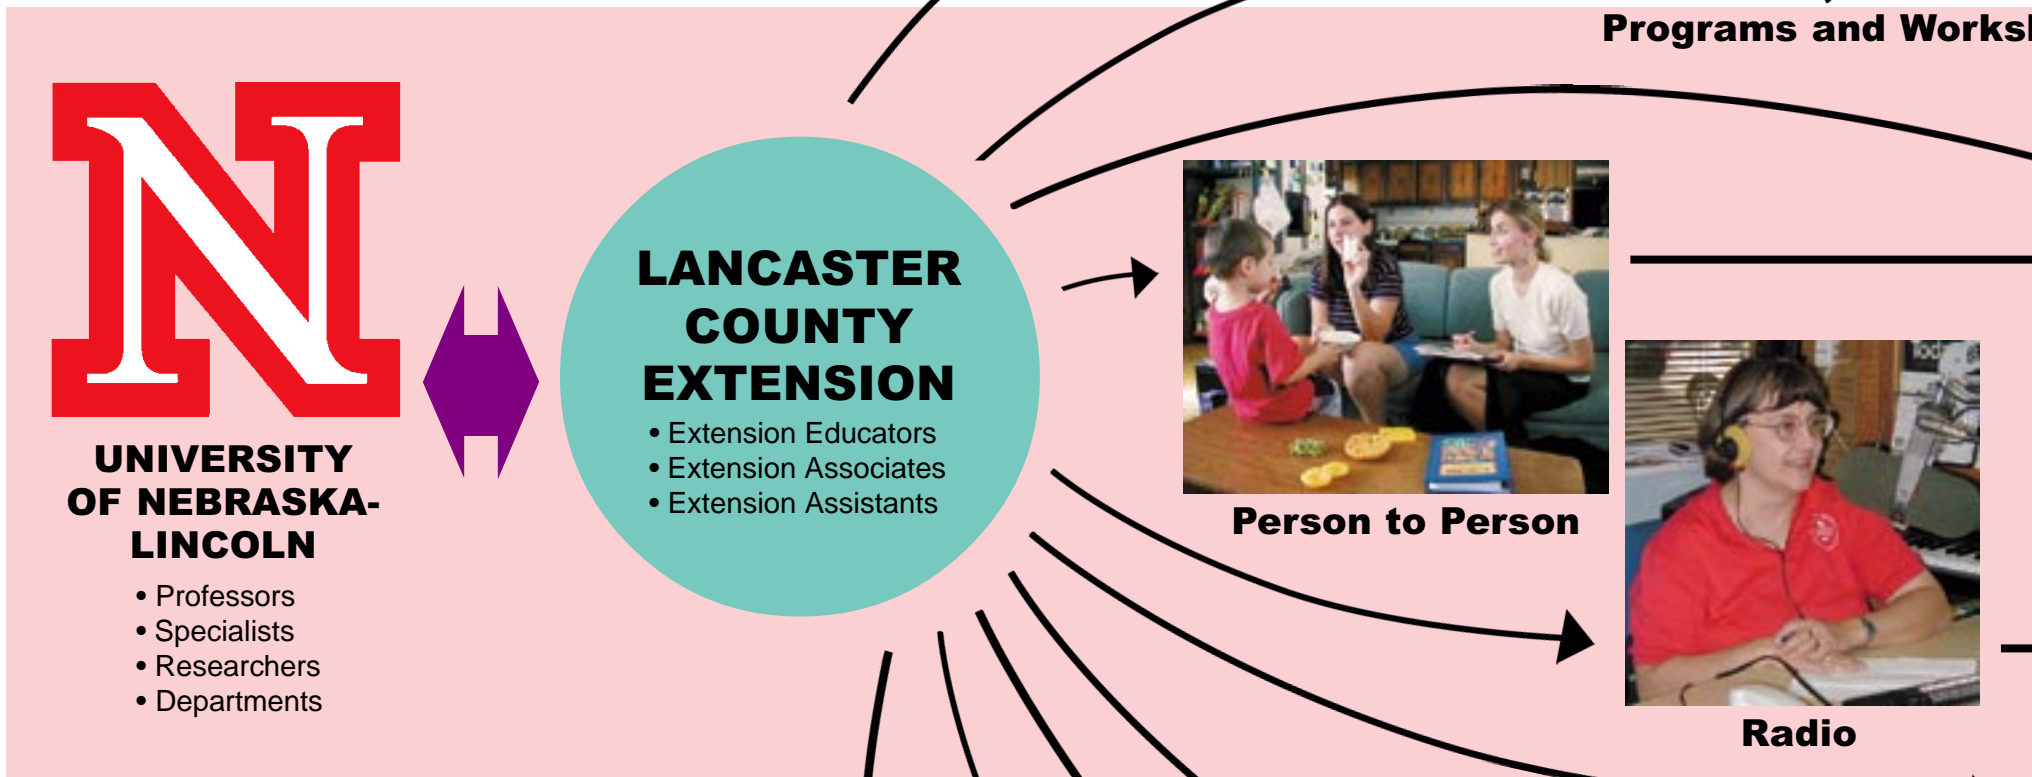 Programs and
N
UNIVERSITY
OF NEBRASKA-
LINCOLN
• Professors
• Specialists
• Researchers
• Departments
LANCASTER
COUNTY
EXTENSION
• Extension Educators
• Extension Associates
• Extension Assistants
Person to Person
Radio